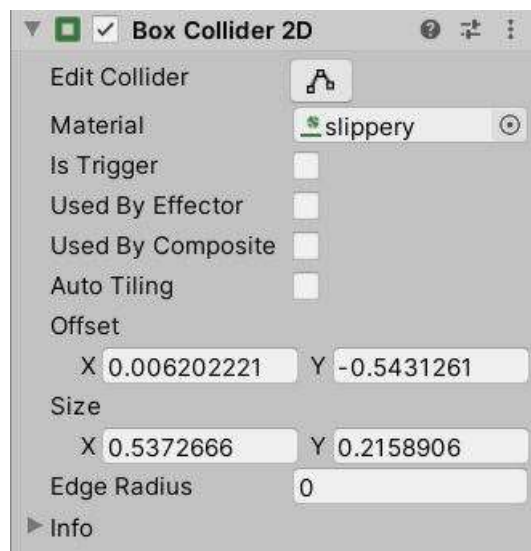 Box Collider 2D
Edit Collider
Material slippery
Is Trigger
Used By Effector
Used By Composite
Auto Tiling
Offset
X 0.006202221 Y -0.5431261
Size
X 0.5372666 Y 0.2158906
Edge Radius 0
Info